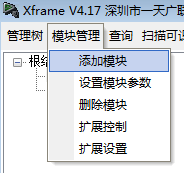 Xframe V4.17 深圳市一天广联
管理树 模块管理 查询 扫描可
根
添加模块
设置模块参数
删除模块
扩展控制
扩展设置